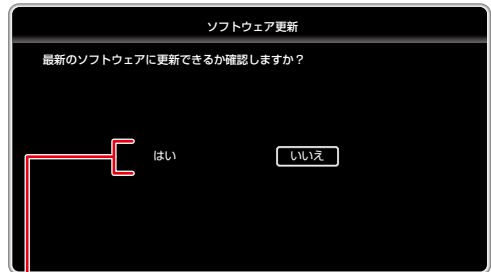 ソフトウェア更新
最新のソフトウェアに更新できるか確認しますか？
はい いいえ